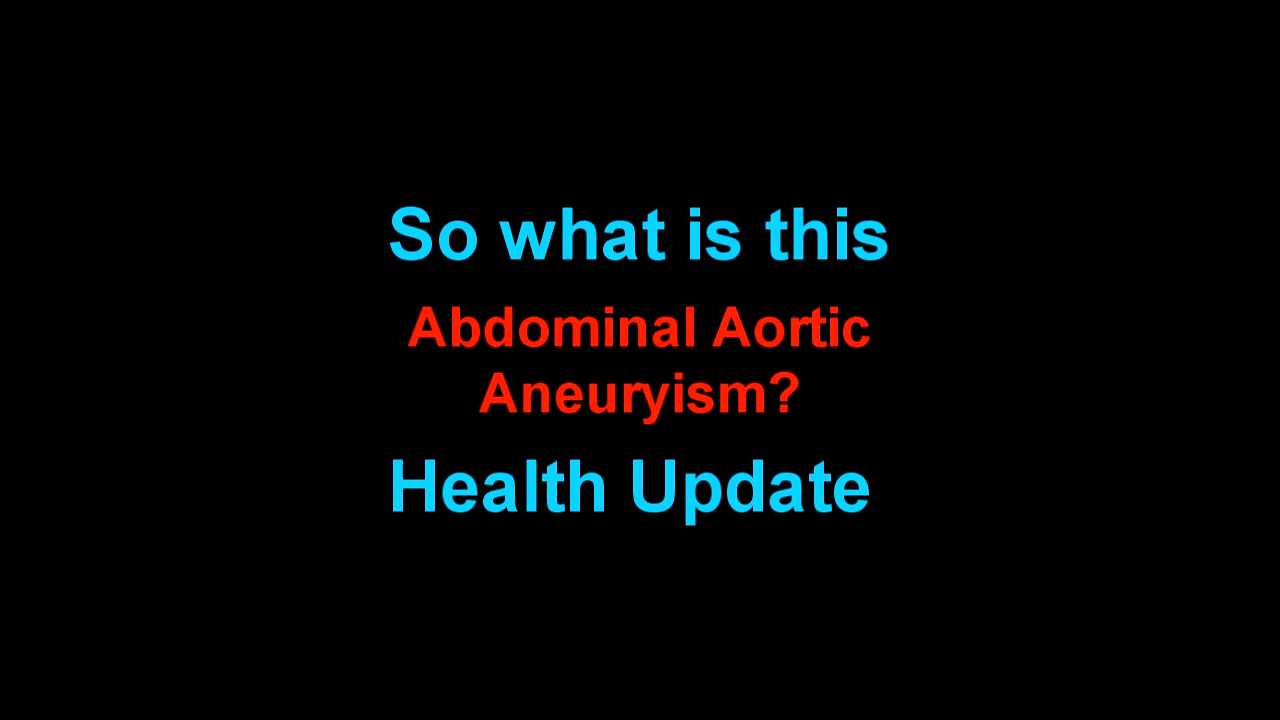 So what is this
Abdominal Aortic
Aneuryism?
Health Update